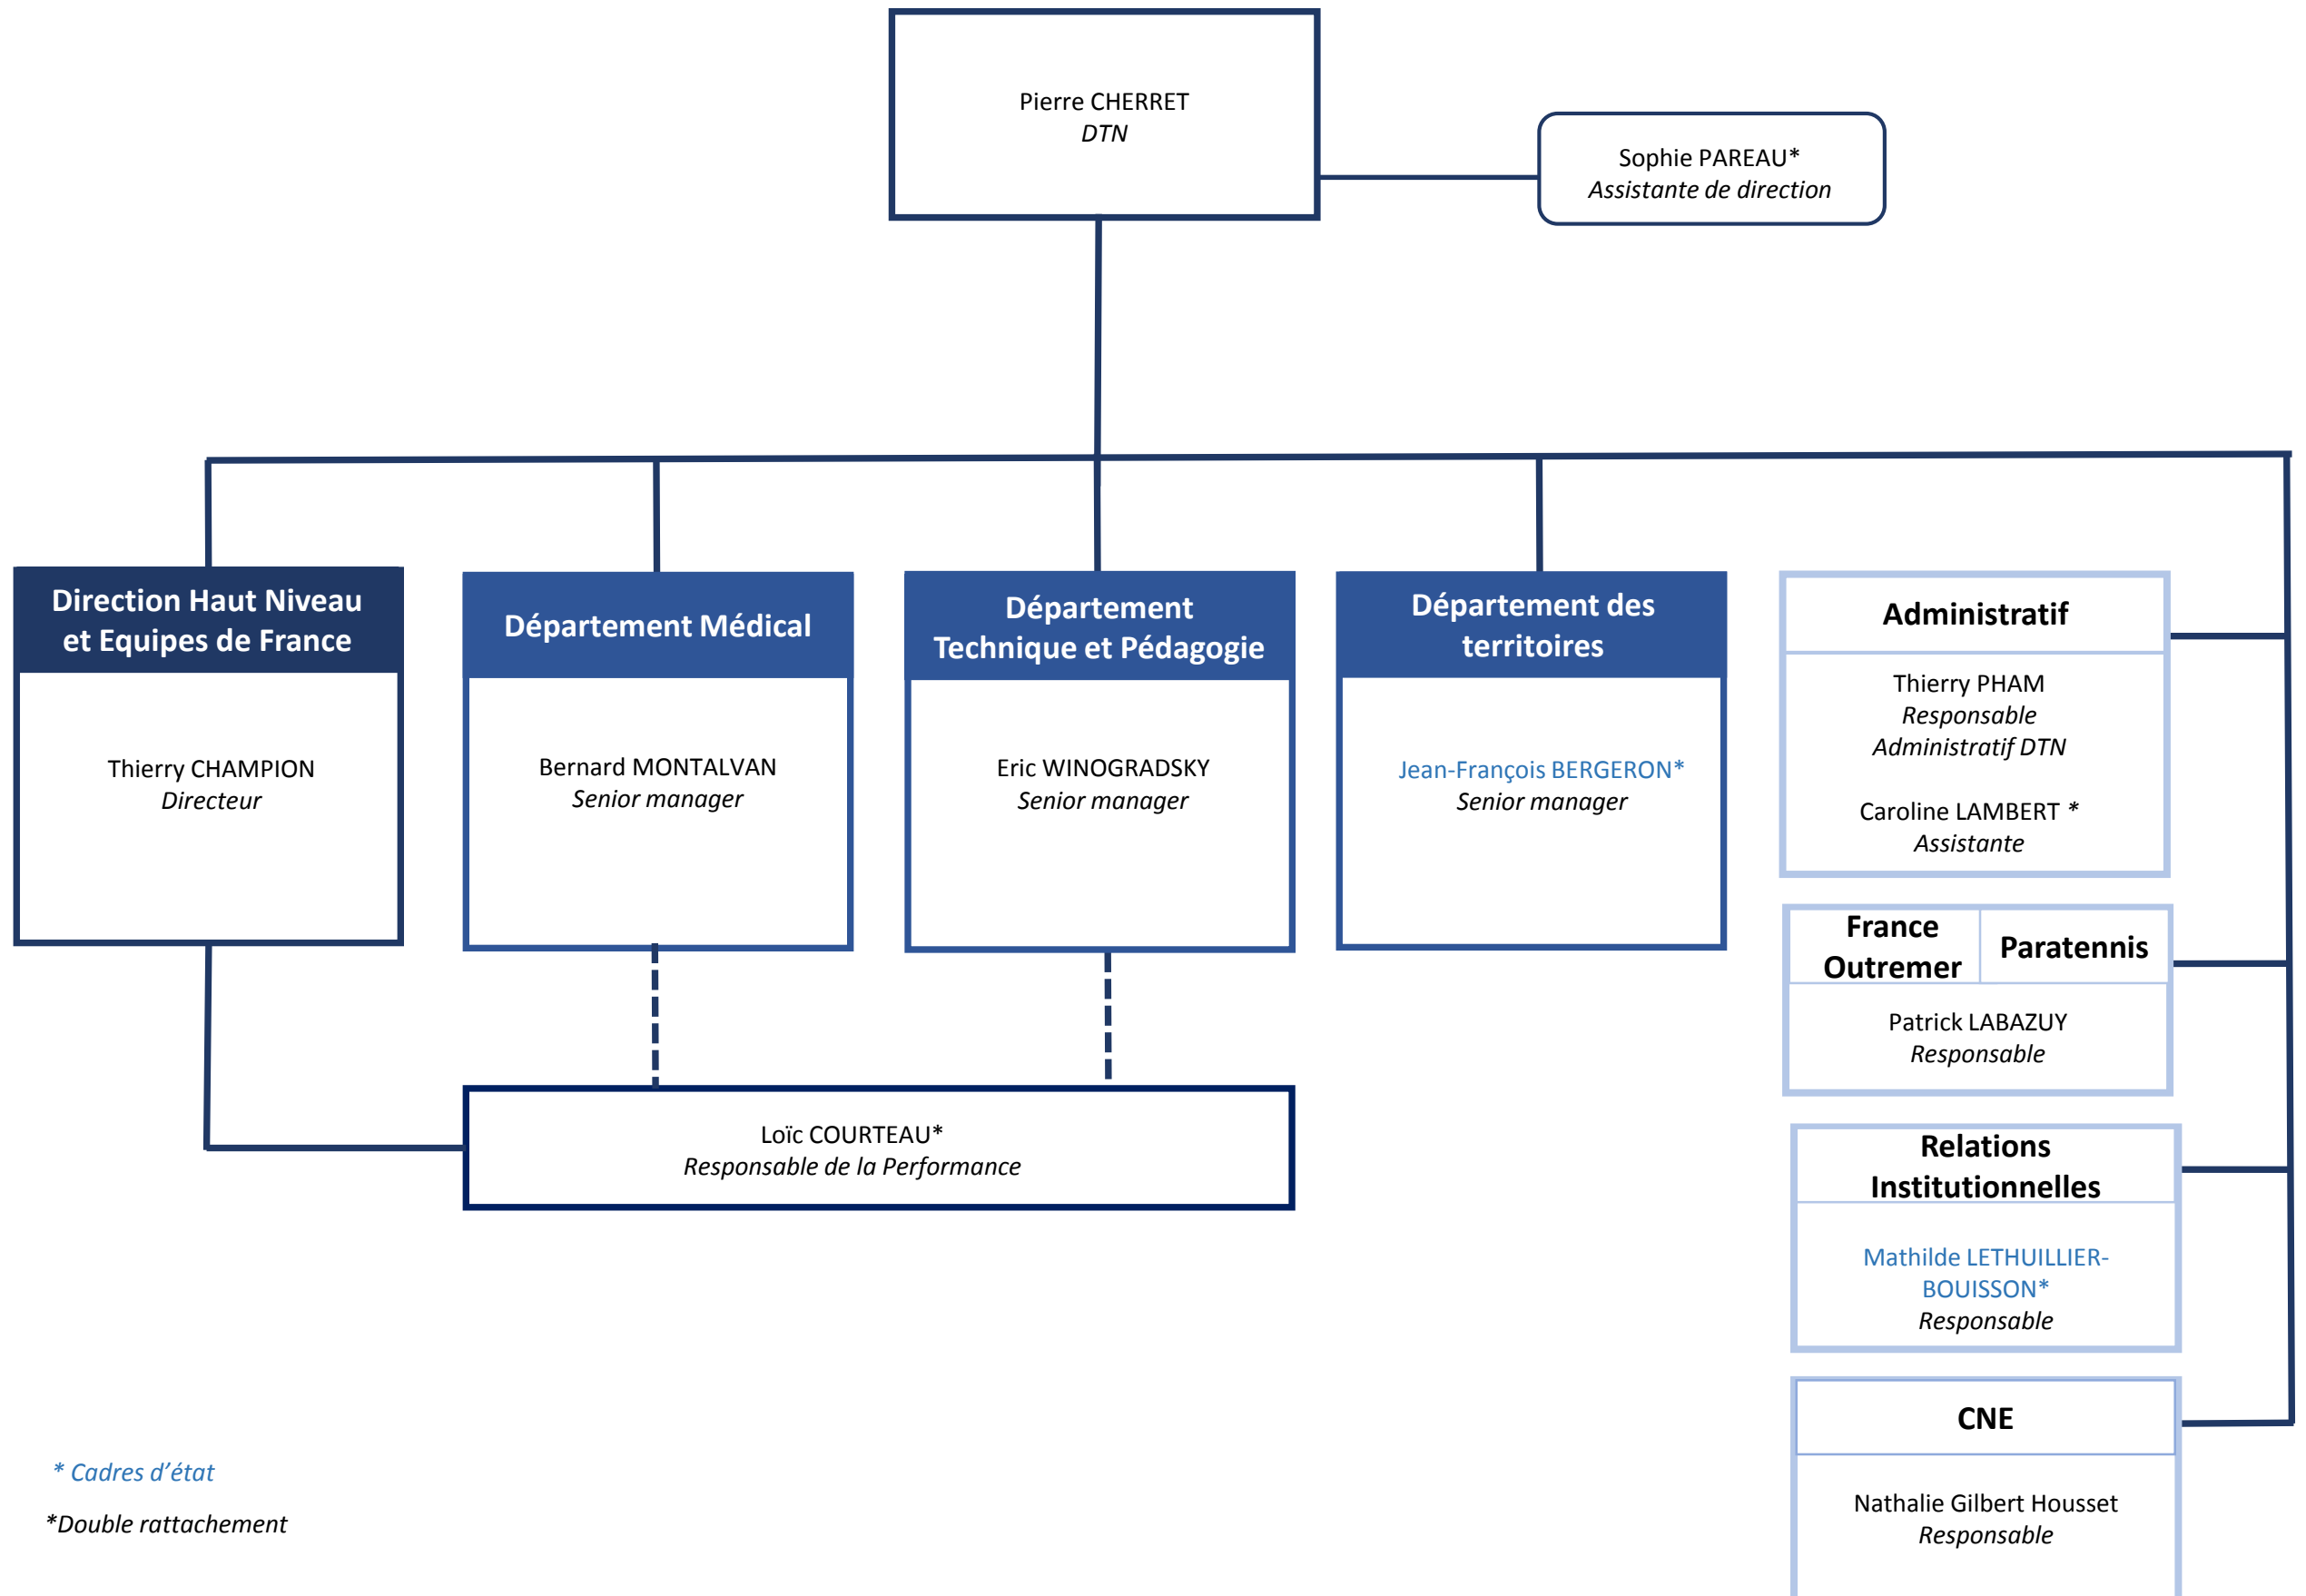 Pierre CHERRET
DTN
Sophie PAREAU*
Assistante de direction
Direction Haut Niveau
et Equipes de France
Thierry CHAMPION
Directeur
Département Médical
Bernard MONTALVAN
Senior manager
Départment
Technique et Pédagogie
Eric WINOGRADSKY
Senior manager
Département des
territoires
Jean-François BERGERON*
Senior manager
Administratif
Thierry PHAM
Responsable
Administratif DTN
Caroline LAMBERT *
Assistante
France
Outremer
Paratennis
Patrick LABAZUY
Responsable
Loïc COURTEAU*
Responsable de la Performance
Relations
Institutionnelles
Mathilde LETHUILLIER-
BOUISSON*
Responsable
CNE
Nathalie Gilbert Housset
Responsable
* Cadres d’état
*Double rattachement